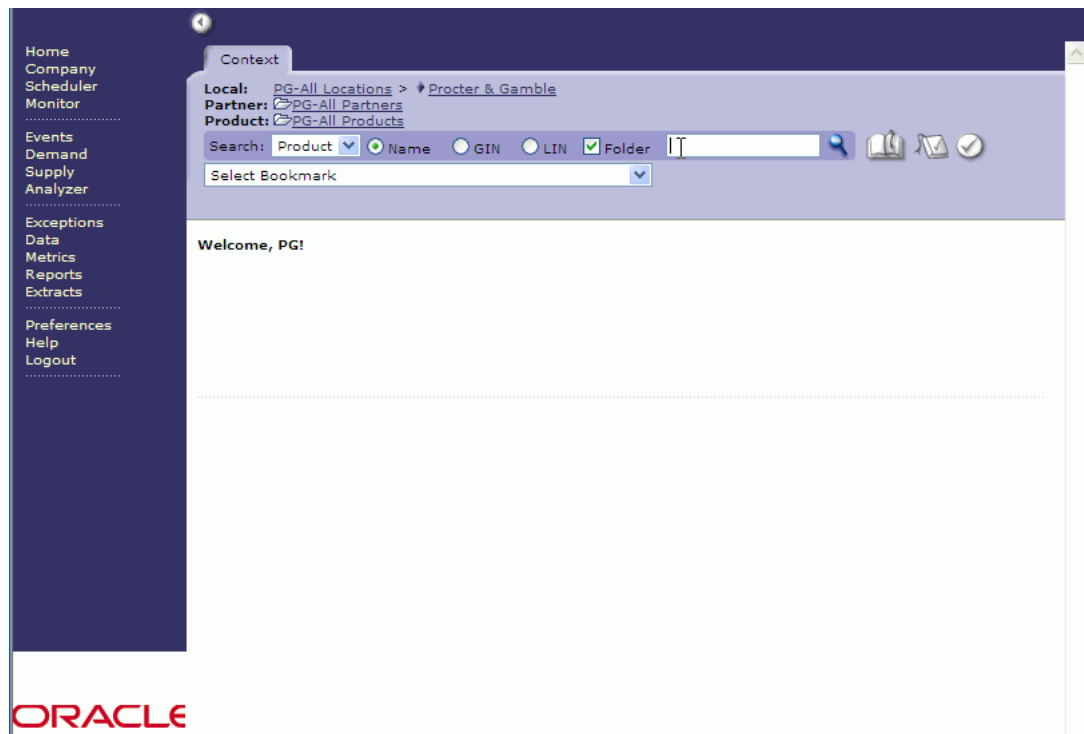 Home
Company
Scheduler
Monitor
Events
Demand
Supply
Analyzer
Exceptions
Data
Metrics
Reports
Extracts
Preferences
Help
Logout
Context
Local: PG-All Locations > Procter & Gamble
Partner: PG-All Partners
Product: PG-All Products
Search: Product Name GIN LIN Folder
Select Bookmark
Welcome, PG!
ORACLE